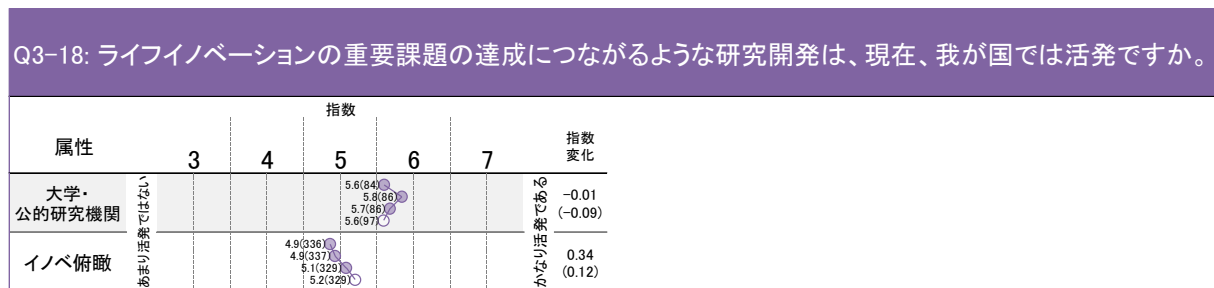 Q3-18: ライフイノベーションの重要課題の達成につながるような研究開発は、現在、我が国では活発ですか。
指数
属性
3 4 5 6 7
指数
変化
大学・
公的研究機関
あまり活発ではない
5.6(84)
5.8(86)
5.7(86)
5.6(97)
かなり活発である
-0.01
(-0.09)
イノベ俯瞰
4.9(336)
4.9(337)
5.1(329)
5.2(329)
0.34
(0.12)